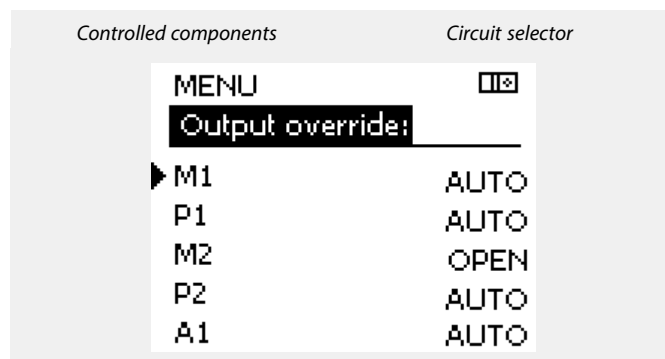 Controlled components Circuit selector
MENU
Output override:
M1 AUTO
P1 AUTO
M2 OPEN
P2 AUTO
A1 AUTO